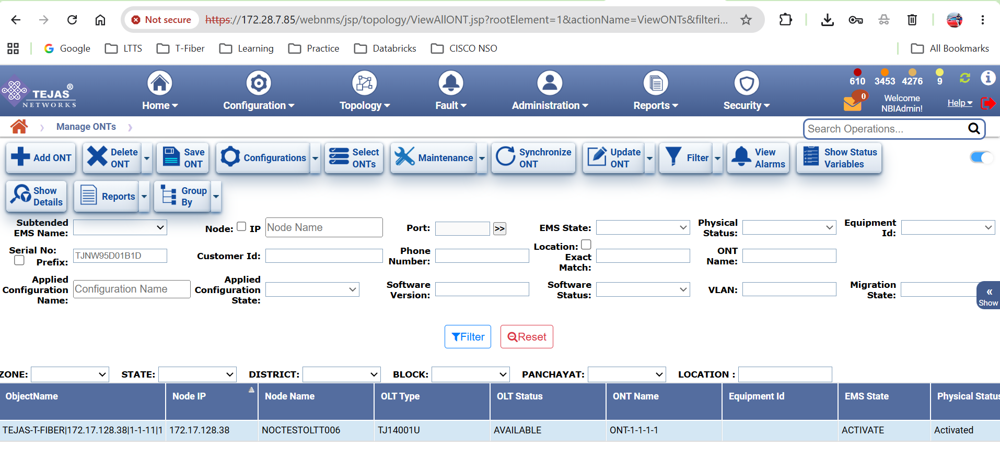 Not secure https://172.28.7.85/webnms/jsp/topology/ViewAllONT.jsp?rootElement=1&actionName=ViewONTs&filteri...
Google LTTS T-Fiber Learning Practice Databricks CISCO NSO All Bookmarks
TEJAS®
NETWORKS
Home Configuration Topology Fault Administration Reports Security
610 3453 4276 9
0
Welcome
NBIAdmin!
Help
Manage ONTs
Search Operations...
Add ONT
Delete
ONT
Save
ONT
Configurations
Select
ONTs
Maintenance
Synchronize
ONT
Update
ONT
Filter
View
Alarms
Show Status
Variables
Show
Details
Reports
Group
By
Subtended
EMS Name:
Node: IP Node Name
Port: >>
EMS State:
Physical
Status:
Equipment
Id:
Serial No:
Prefix: TJNW95D01B1D
Customer Id:
Phone
Number:
Location:
Exact
Match:
ONT
Name:
Applied
Configuration
Name: Configuration Name
Applied
Configuration
State:
Software
Version:
Software
Status:
VLAN:
Migration
State:
«
Show
Filter Reset
ZONE: STATE: DISTRICT: BLOCK: PANCHAYAT: LOCATION :
ObjectName Node IP Node Name OLT Type OLT Status ONT Name Equipment Id EMS State Physical Status
TEJAS-T-FIBER|172.17.128.38|1-1-11|1 172.17.128.38 NOCTESTOLTT006 TJ14001U AVAILABLE ONT-1-1-1-1 ACTIVATE Activated